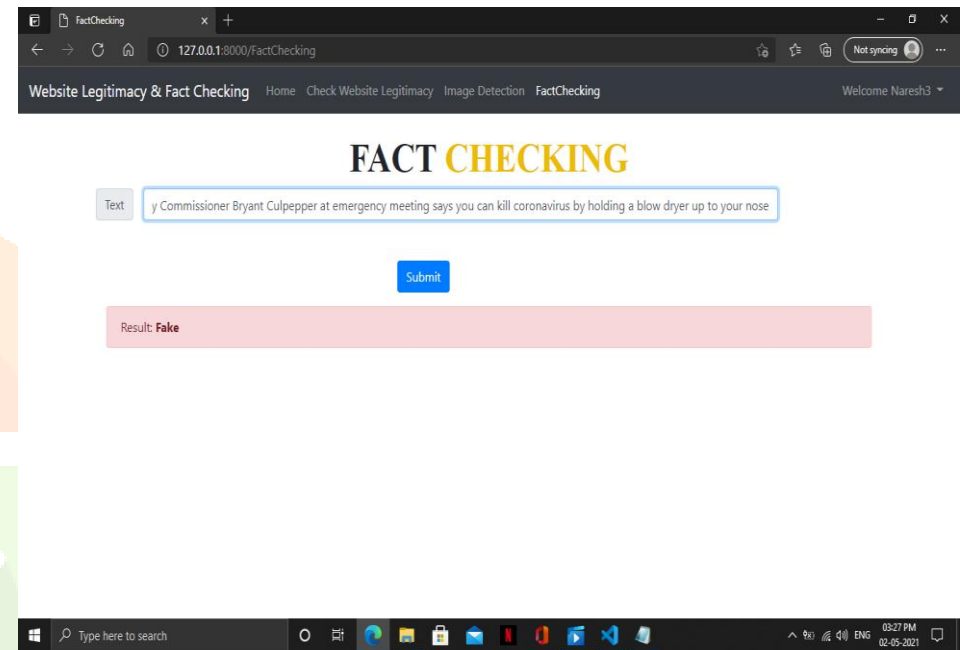 FactChecking
127.0.0.1:8000/FactChecking
Not syncing
Website Legitimacy & Fact Checking Home Check Website Legitimacy Image Detection FactChecking Welcome Naresh3
FACT CHECKING
Text y Commissioner Bryant Culpepper at emergency meeting says you can kill coronavirus by holding a blow dryer up to your nose
Submit
Result: Fake
Type here to search
ENG
03:27 PM
02-05-2021